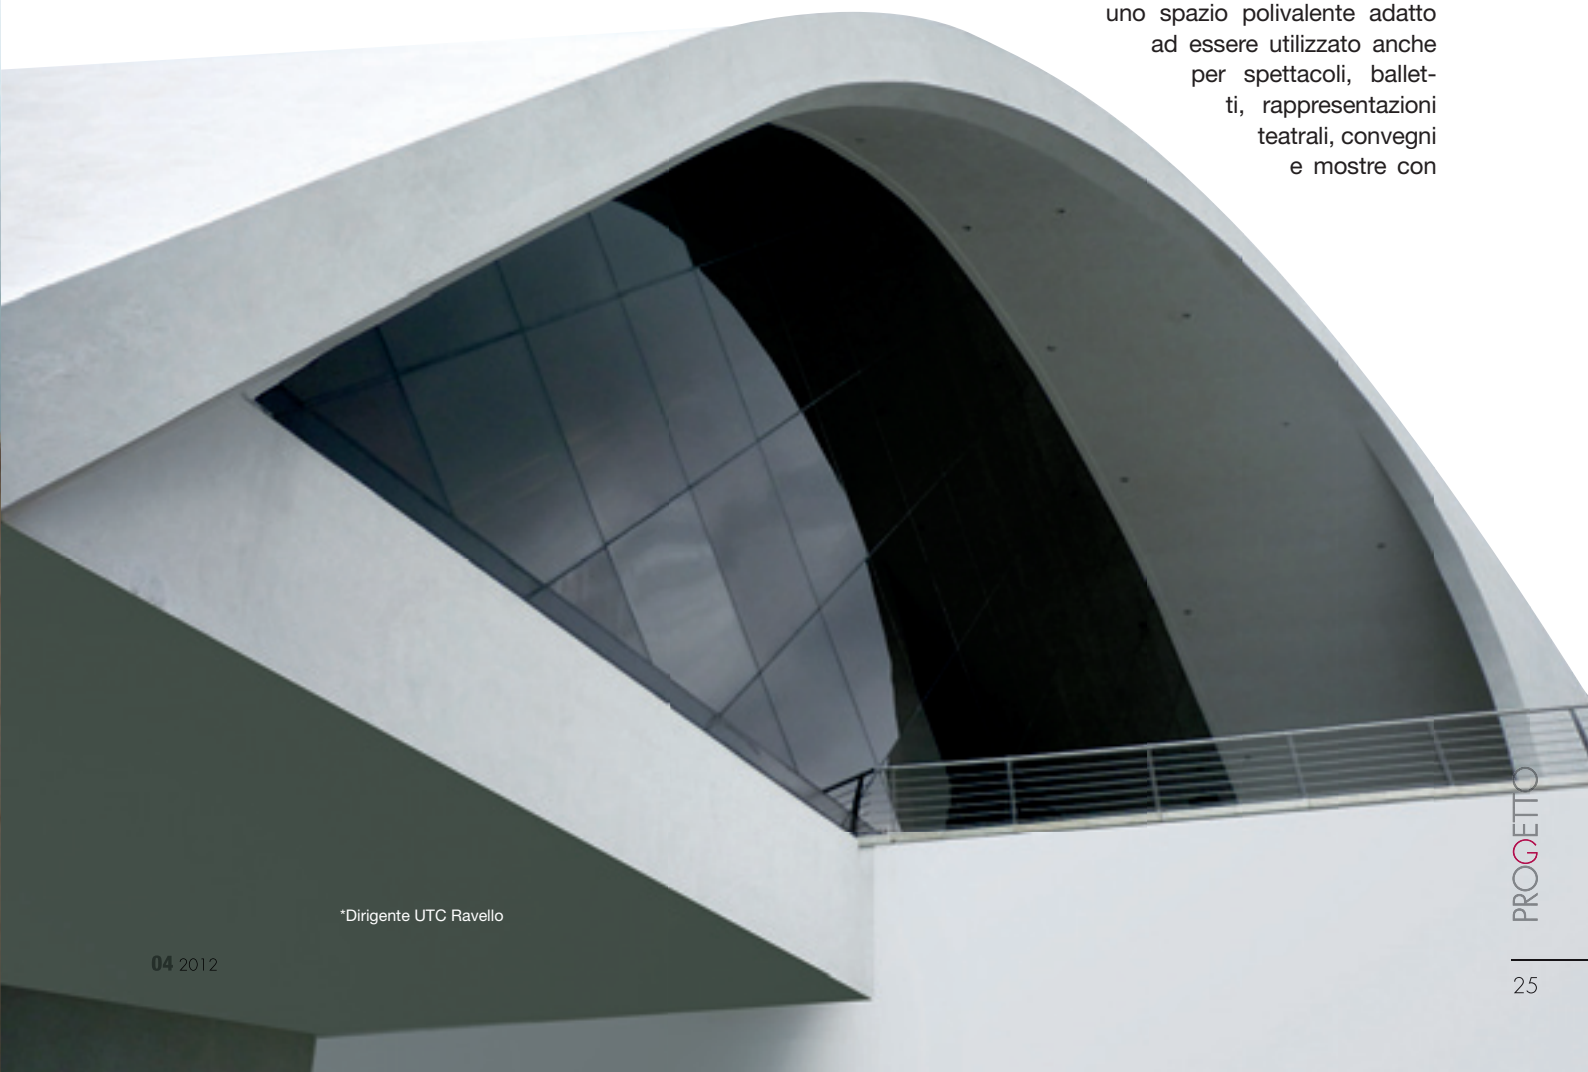 uno spazio polivalente adatto
ad essere utilizzato anche
per spettacoli, ballet-
ti, rappresentazioni
teatrali, convegni
e mostre con
*Dirigente UTC Ravello
04 2012
PROGETTO
25